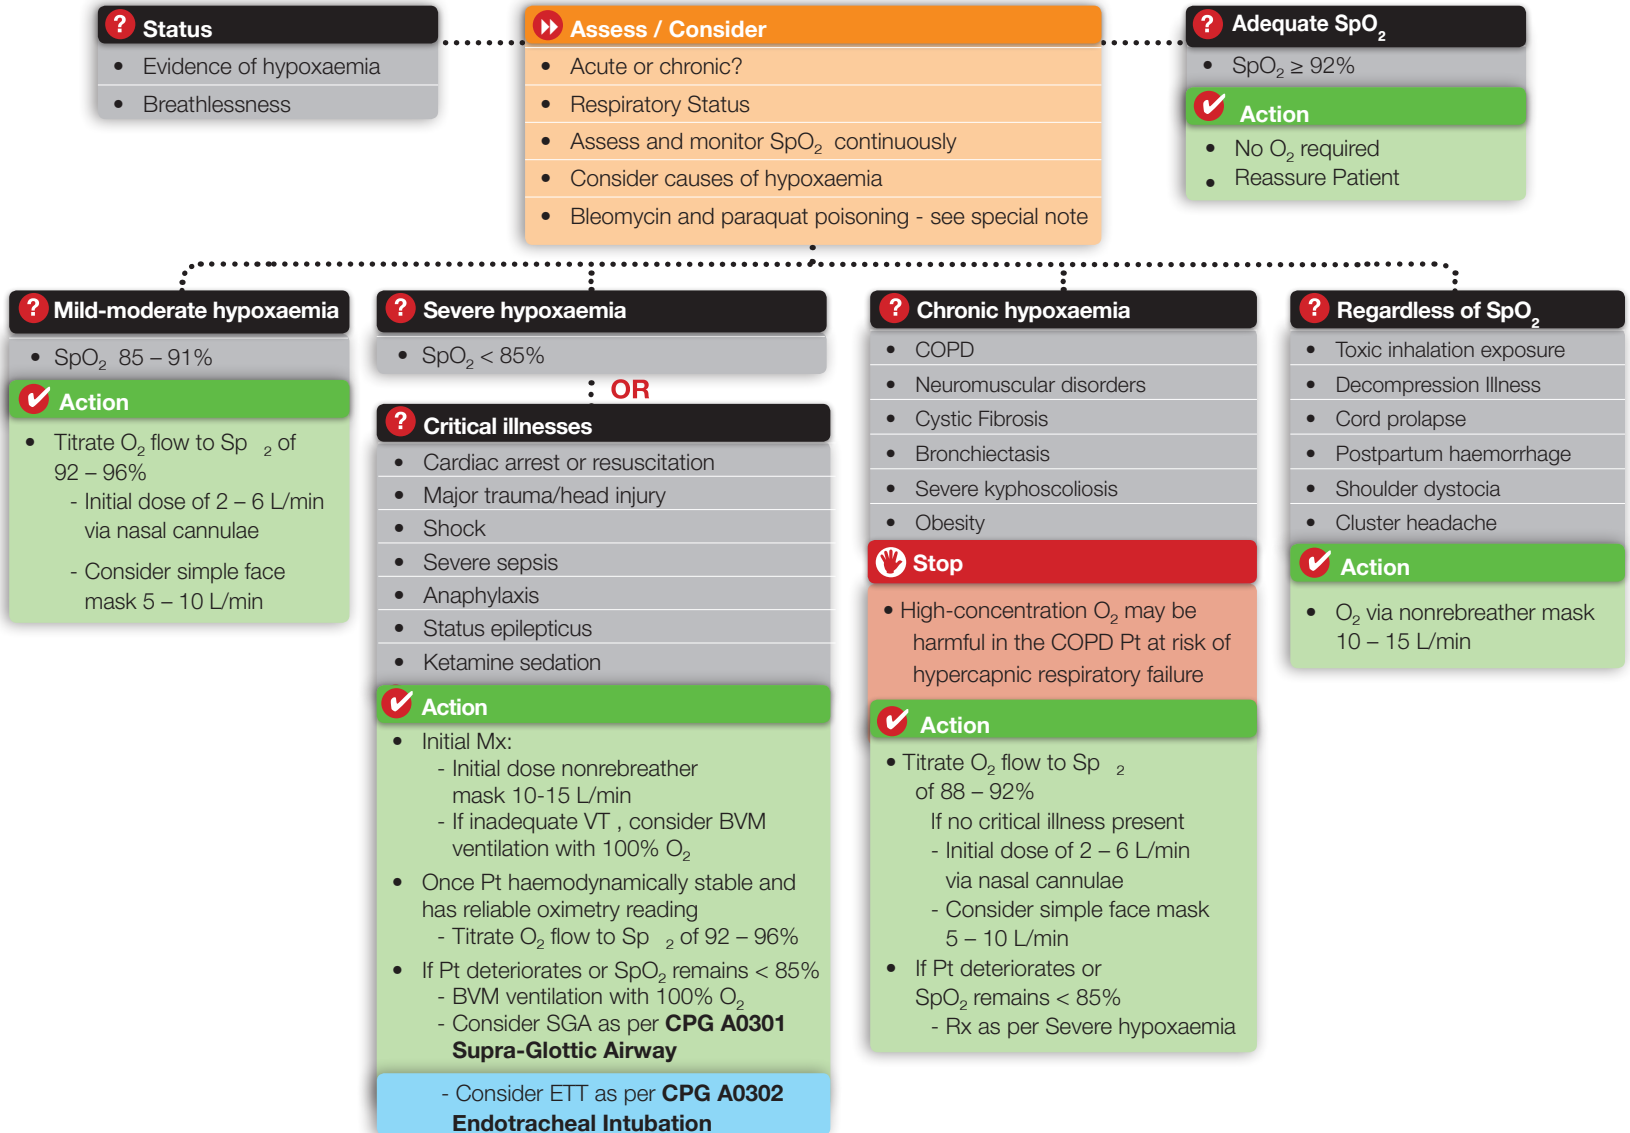 Status
Evidence of hypoxaemia
Breathlessness
Assess / Consider
Acute or chronic?
Respiratory Status
Assess and monitor SpO₂ continuously
Consider causes of hypoxaemia
Bleomycin and paraquat poisoning - see special note
Adequate SpO₂
SpO₂ ≥ 92%
Action
No O₂ required
Reassure Patient
Mild-moderate hypoxaemia
SpO₂ 85 – 91%
Action
Titrate O₂ flow to Sp ₂ of
92 – 96%
- Initial dose of 2 – 6 L/min
via nasal cannulae
- Consider simple face
mask 5 – 10 L/min
Severe hypoxaemia
SpO₂ < 85%
OR
Critical illnesses
Cardiac arrest or resuscitation
Major trauma/head injury
Shock
Severe sepsis
Anaphylaxis
Status epilepticus
Ketamine sedation
Action
Initial Mx:
- Initial dose nonrebreather
mask 10-15 L/min
- If inadequate VT , consider BVM
ventilation with 100% O₂
Once Pt haemodynamically stable and
has reliable oximetry reading
- Titrate O₂ flow to Sp ₂ of 92 – 96%
If Pt deteriorates or SpO₂ remains < 85%
- BVM ventilation with 100% O₂
- Consider SGA as per CPG A0301
Supra-Glottic Airway
- Consider ETT as per CPG A0302
Endotracheal Intubation
Chronic hypoxaemia
COPD
Neuromuscular disorders
Cystic Fibrosis
Bronchiectasis
Severe kyphoscoliosis
Obesity
Stop
High-concentration O₂ may be
harmful in the COPD Pt at risk of
hypercapnic respiratory failure
Action
Titrate O₂ flow to Sp ₂
of 88 – 92%
If no critical illness present
- Initial dose of 2 – 6 L/min
via nasal cannulae
- Consider simple face mask
5 – 10 L/min
If Pt deteriorates or
SpO₂ remains < 85%
- Rx as per Severe hypoxaemia
Regardless of SpO₂
Toxic inhalation exposure
Decompression Illness
Cord prolapse
Postpartum haemorrhage
Shoulder dystocia
Cluster headache
Action
O₂ via nonrebreather mask
10 – 15 L/min